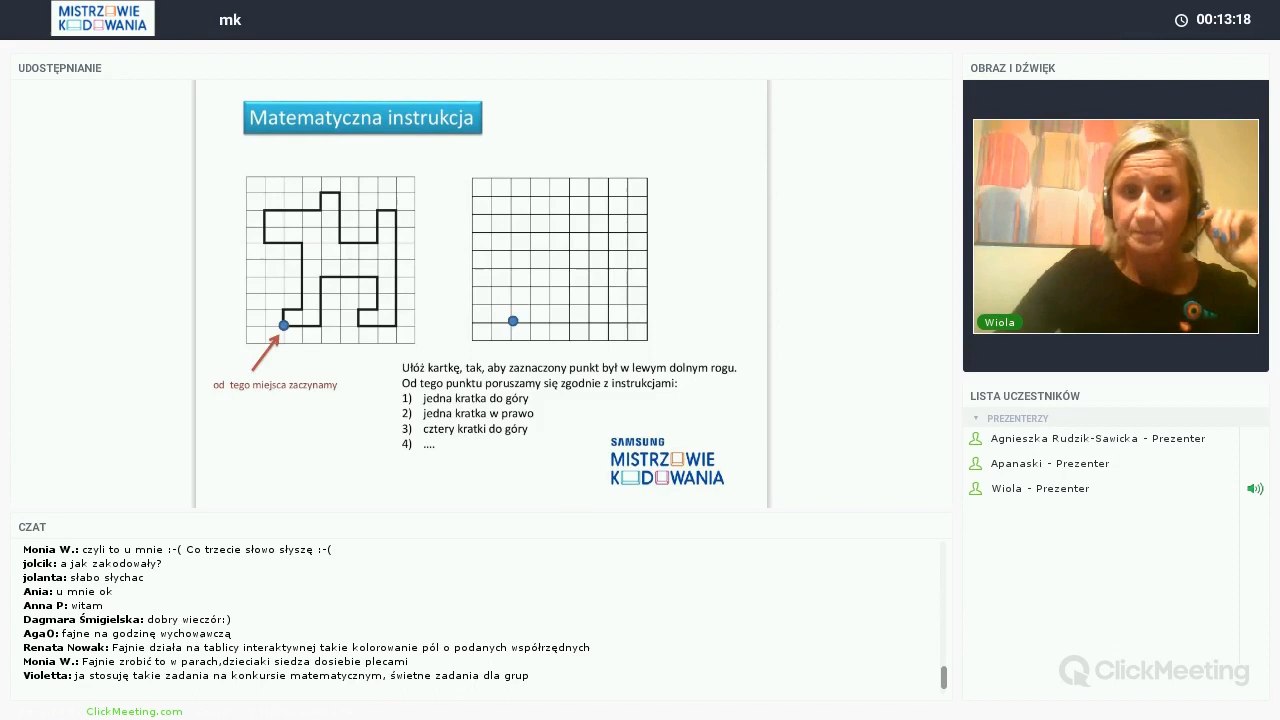 MISTRZOWIE
KODOWANIA
mk
00:13:18
UDOSTĘPNIANIE
Matematyczna instrukcja
od tego miejsca zaczynamy
Ułóż kartkę, tak, aby zaznaczony punkt był w lewym dolnym rogu.
Od tego punktu poruszamy się zgodnie z instrukcjami:
1) jedna kratka do góry
2) jedna kratka w prawo
3) cztery kratki do góry
4) ....
SAMSUNG
MISTRZOWIE
KODOWANIA
OBRAZ I DŹWIĘK
Wiola
LISTA UCZESTNIKÓW
PREZENTERZY
Agnieszka Rudzik-Sawicka - Prezenter
Apanaski - Prezenter
Wiola - Prezenter
CZAT
Monia W.: czyli to u mnie :-( Co trzecie słowo słyszę :-(
jolcik: a jak zakodowały?
jolanta: słabo słychac
Ania: u mnie ok
Anna P: witam
Dagmara Śmigielska: dobry wieczór:)
AgaO: fajne na godzinę wychowawczą
Renata Nowak: Fajnie działa na tablicy interaktywnej takie kolorowanie pól o podanych współrzędnych
Monia W.: Fajnie zrobić to w parach,dzieciaki siedza dosiebie plecami
Violetta: ja stosuję takie zadania na konkursie matematycznym, świetne zadania dla grup
ClickMeeting
ClickMeeting.com